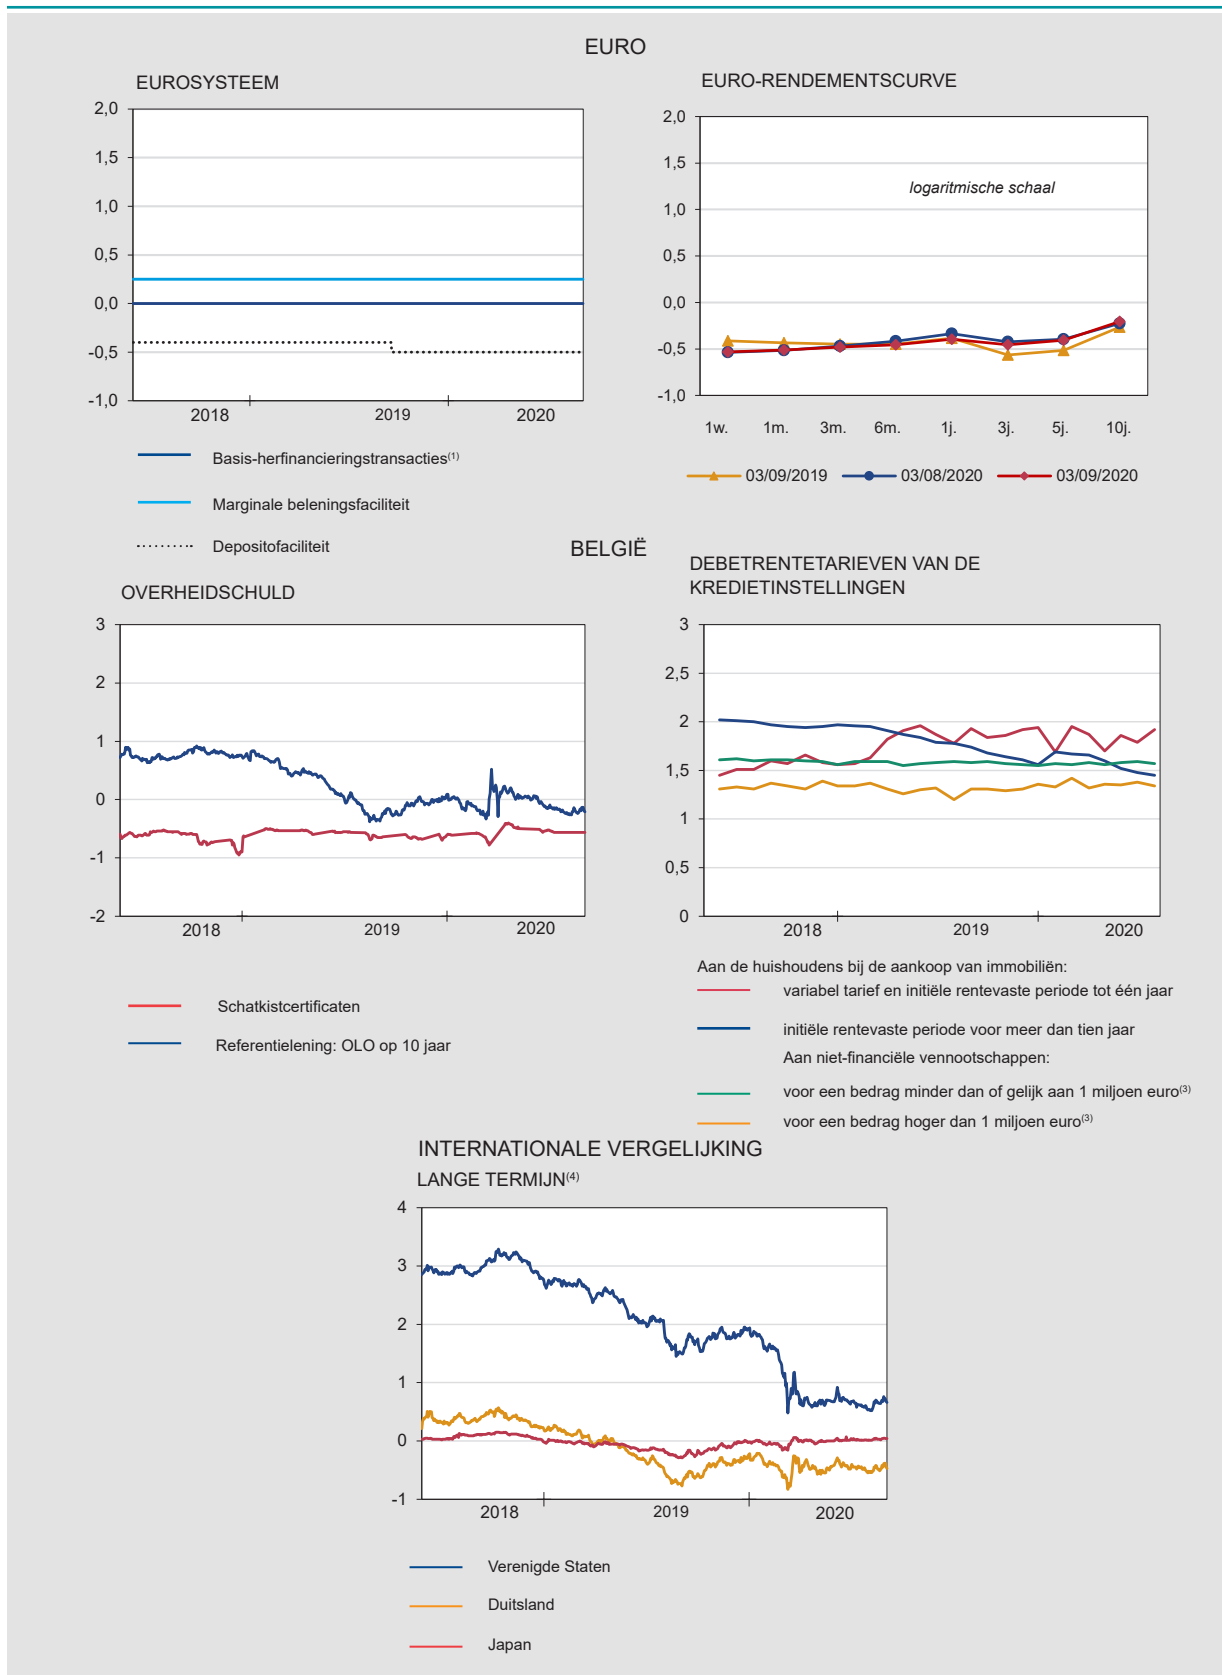 EURO
EUROSYSTEEM
2,0
1,5
1,0
0,5
0,0
-0,5
-1,0
2018 2019 2020
Basis-herfinancieringstransacties(1)
Marginale beleningsfaciliteit
Depositofaciliteit
EURO-RENDEMENTSCURVE
2,0
1,5
1,0
0,5
0,0
-0,5
-1,0
logaritmische schaal
1w. 1m. 3m. 6m. 1j. 3j. 5j. 10j.
03/09/2019 03/08/2020 03/09/2020
BELGIË
OVERHEIDSCHULD
3
2
1
0
-1
-2
2018 2019 2020
Schatkistcertificaten
Referentielening: OLO op 10 jaar
DEBETRENTETARIEVEN VAN DE
KREDIETINSTELLINGEN
3
2,5
2
1,5
1
0,5
0
2018 2019 2020
Aan de huishoudens bij de aankoop van immobiliën:
variabel tarief en initiële rentevaste periode tot één jaar
initiële rentevaste periode voor meer dan tien jaar
Aan niet-financiële vennootschappen:
voor een bedrag minder dan of gelijk aan 1 miljoen euro(3)
voor een bedrag hoger dan 1 miljoen euro(3)
INTERNATIONALE VERGELIJKING
LANGE TERMIJN(4)
4
3
2
1
0
-1
2018 2019 2020
Verenigde Staten
Duitsland
Japan